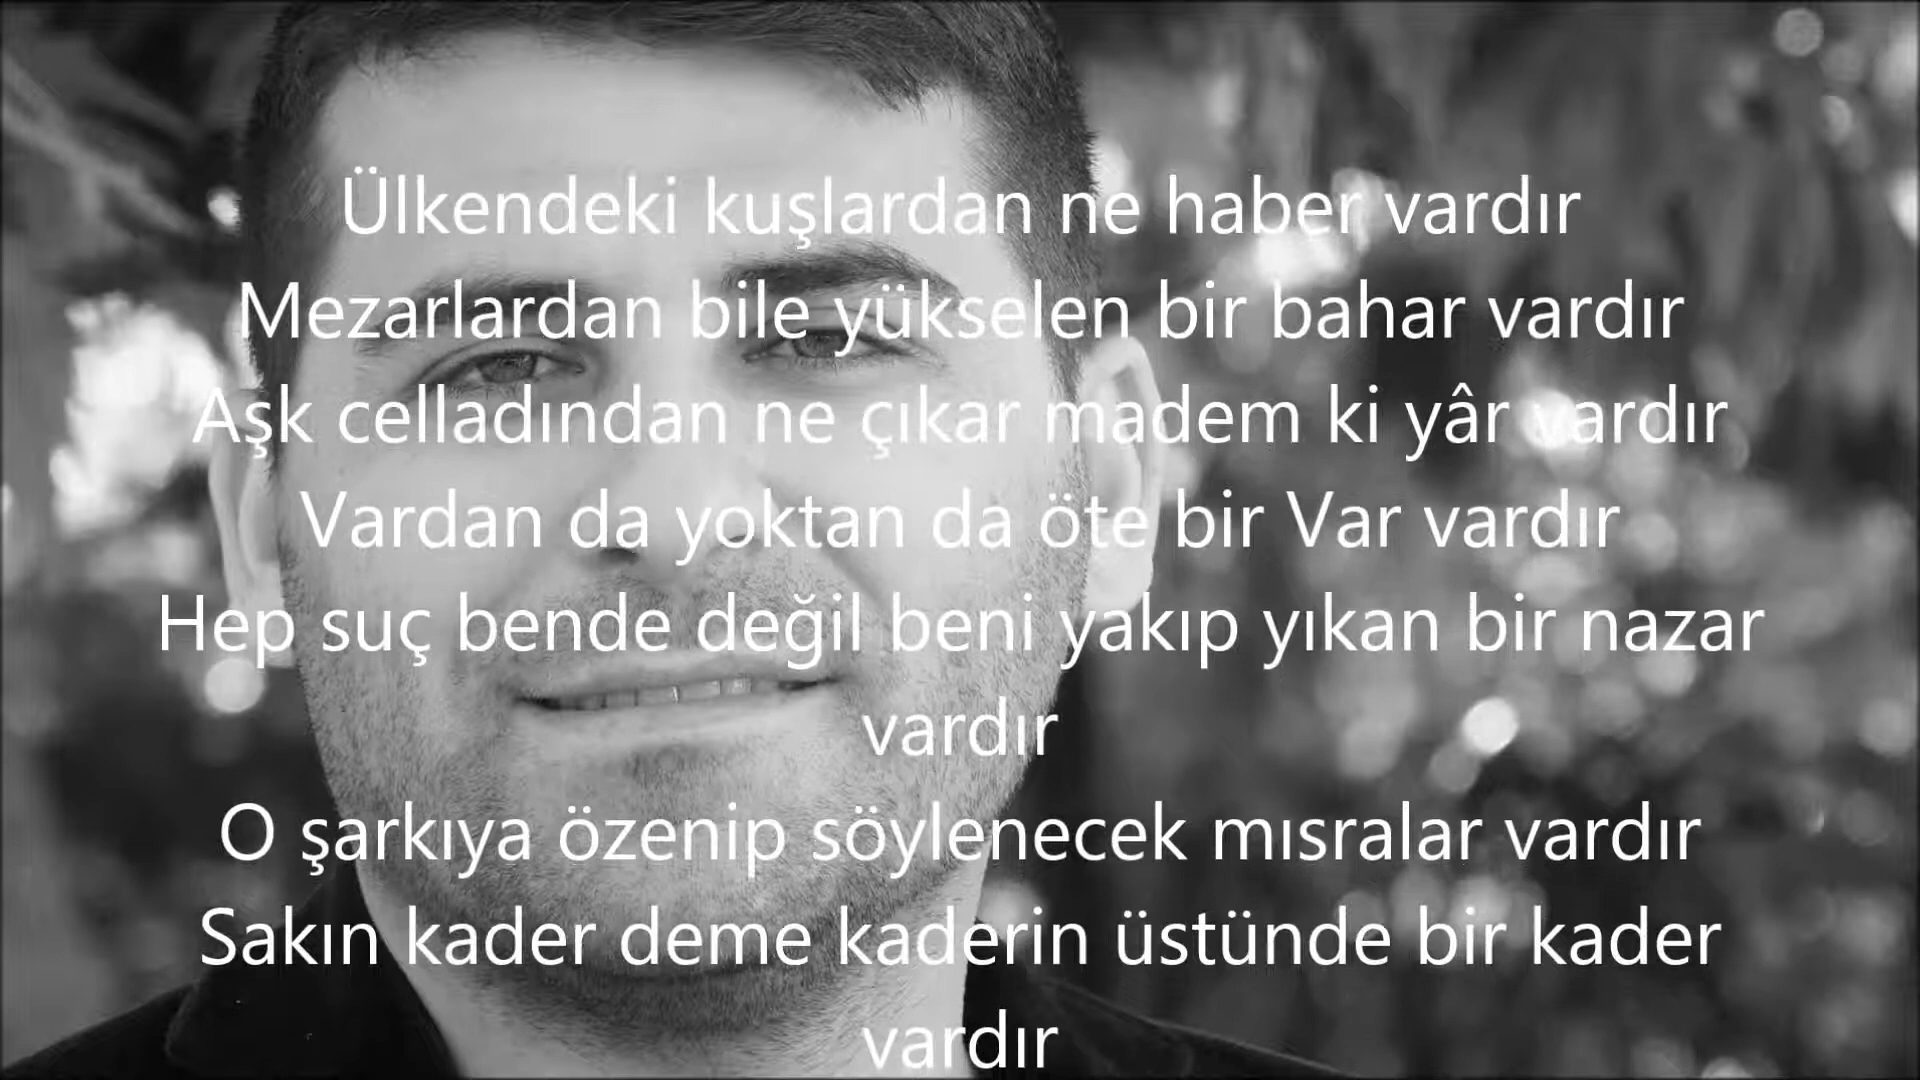 Ülkendeki kuşlardan ne haber vardır
Mezarlardan bile yükselen bir bahar vardır
Aşk celladından ne çıkar madem ki yâr vardır
Vardan da yoktan da öte bir Var vardır
Hep suç bende değil beni yakıp yıkan bir nazar
vardır
O şarkıya özenip söylenecek mısralar vardır
Sakın kader deme kaderin üstünde bir kader
vardır